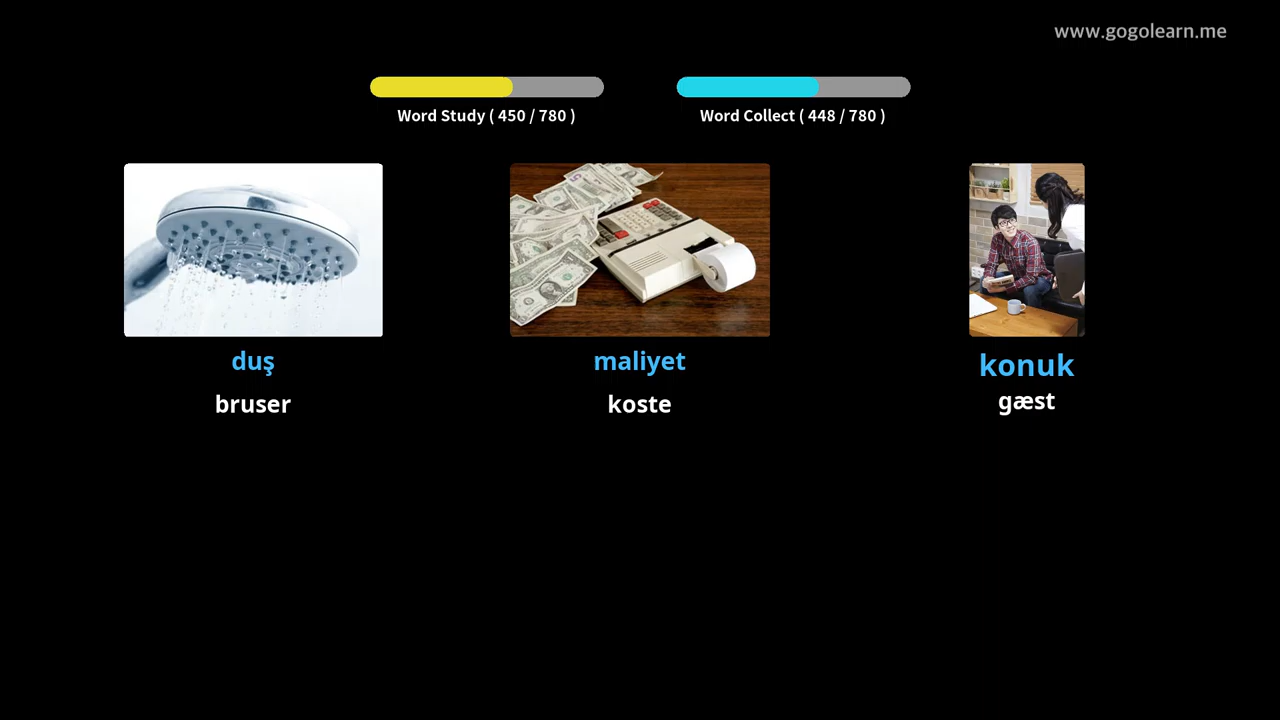 www.gogolearn.me
Word Study ( 450 / 780 )
Word Collect ( 448 / 780 )
duş
maliyet
konuk
bruser
koste
gæst